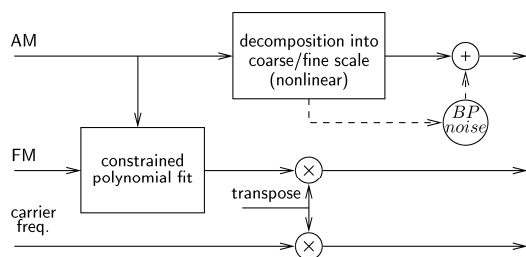 AM
decomposition into
coarse/fine scale
(nonlinear)
+
BP
noise
FM
constrained
polynomial fit
×
transpose
carrier
freq.
×